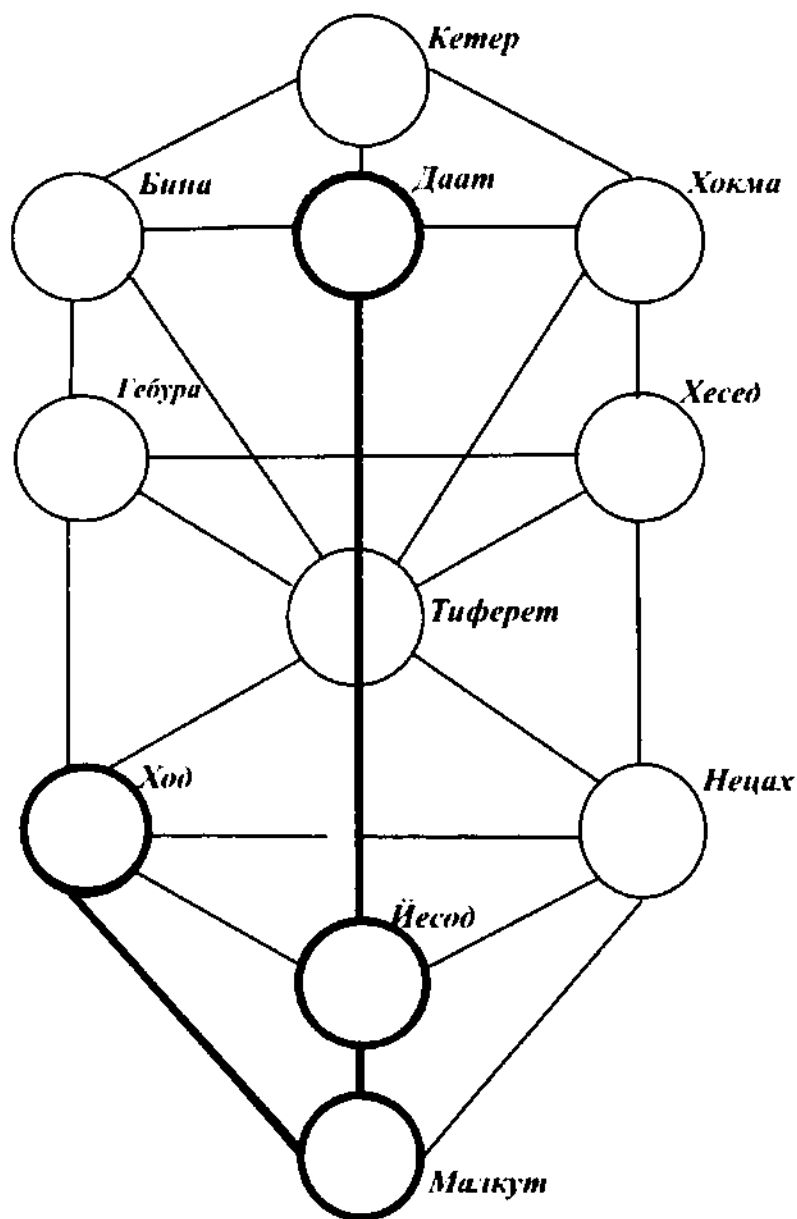 Кетер
Бина
Даат
Хокма
Гебура
Хесед
Тиферет
Ход
Нецах
Йесод
Малкут